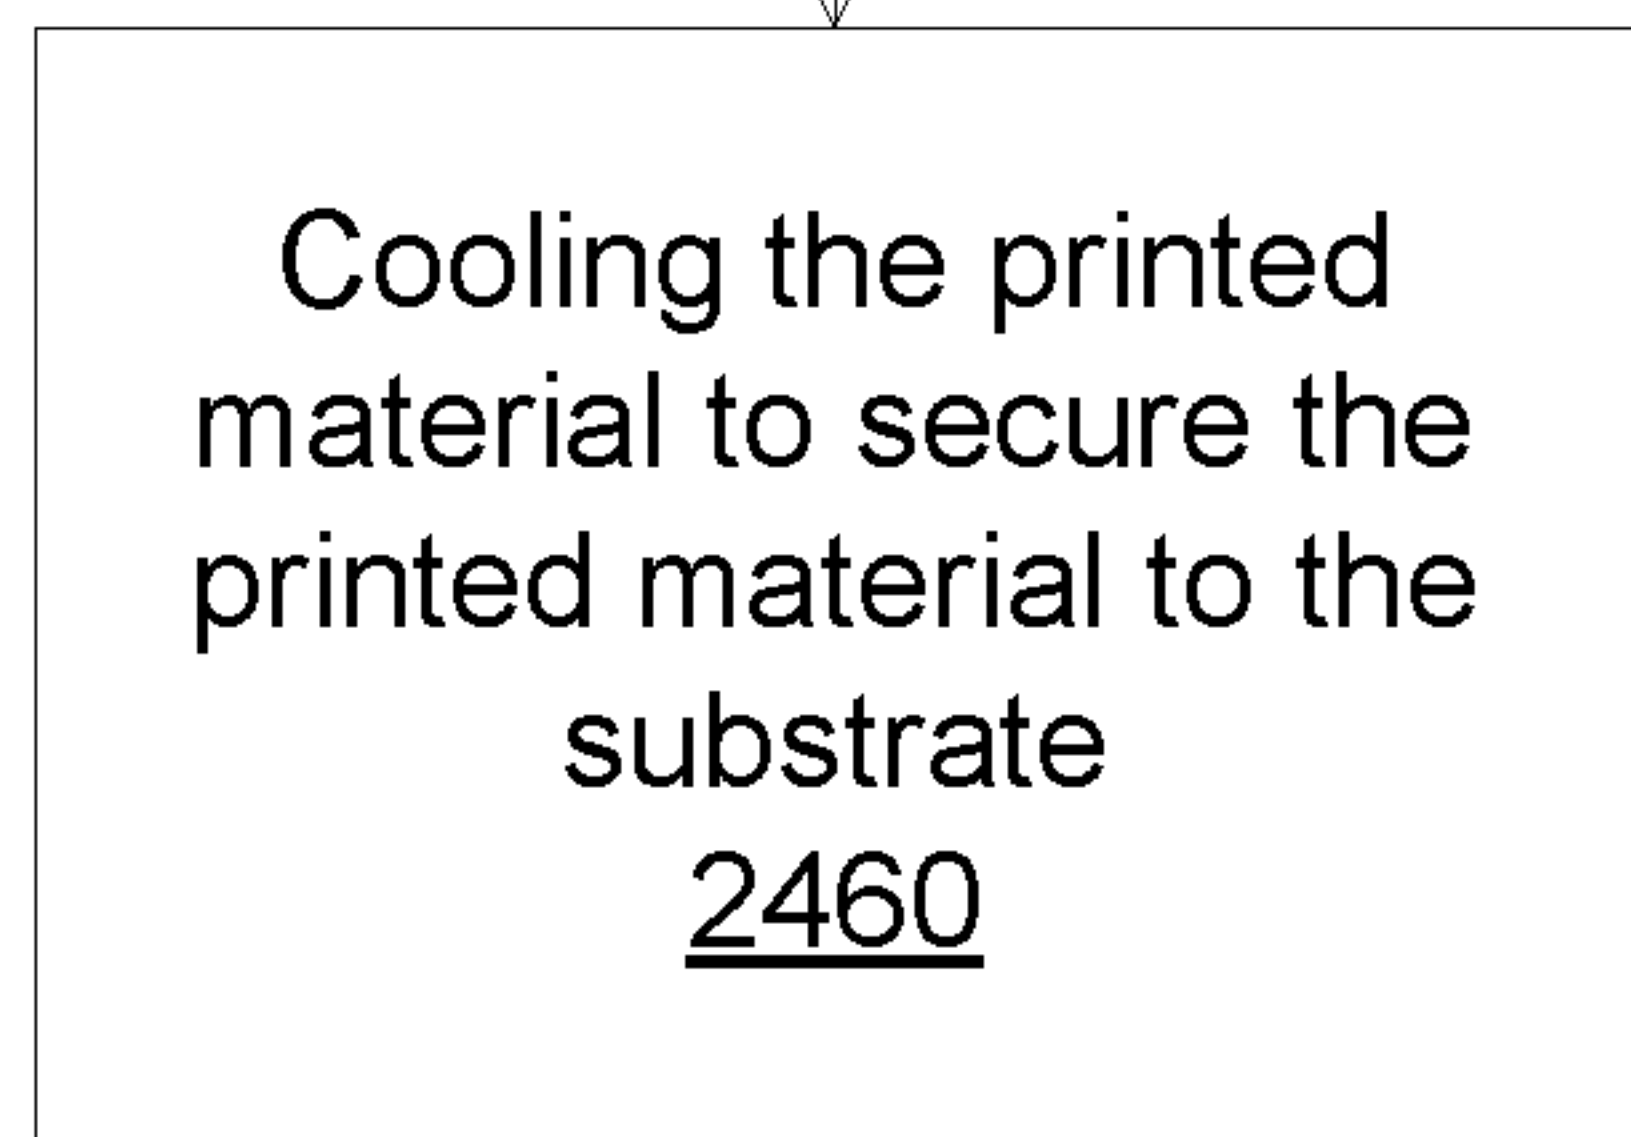 Cooling the printed
material to secure the
printed material to the
substrate
2460